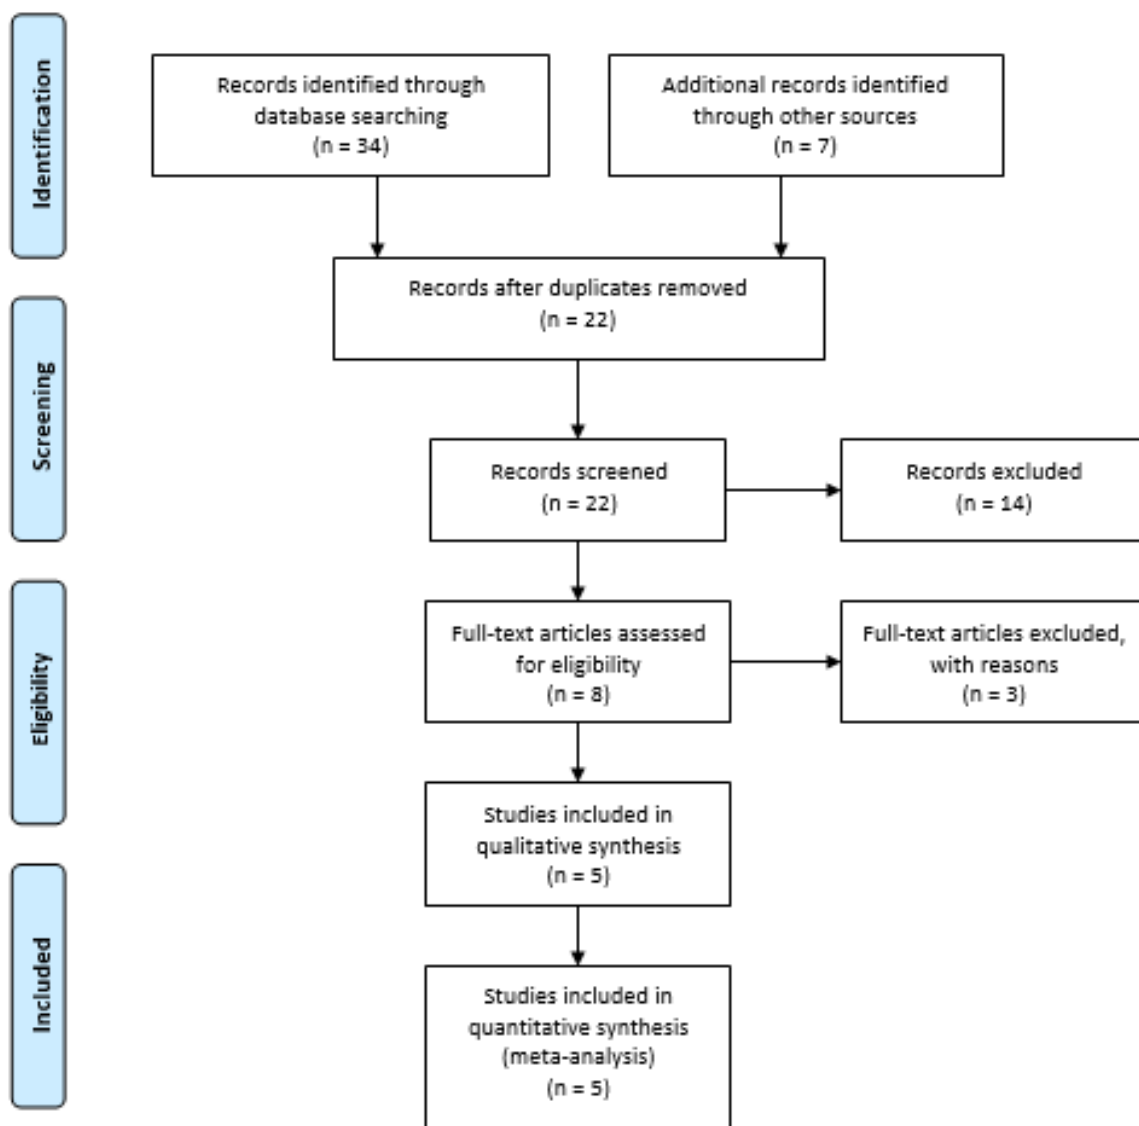 Identification
Records identified through
database searching
(n = 34)
Additional records identified
through other sources
(n = 7)
Records after duplicates removed
(n = 22)
Screening
Records screened
(n = 22)
Records excluded
(n = 14)
Eligibility
Full-text articles assessed
for eligibility
(n = 8)
Full-text articles excluded,
with reasons
(n = 3)
Studies included in
qualitative synthesis
(n = 5)
Included
Studies included in
quantitative synthesis
(meta-analysis)
(n = 5)